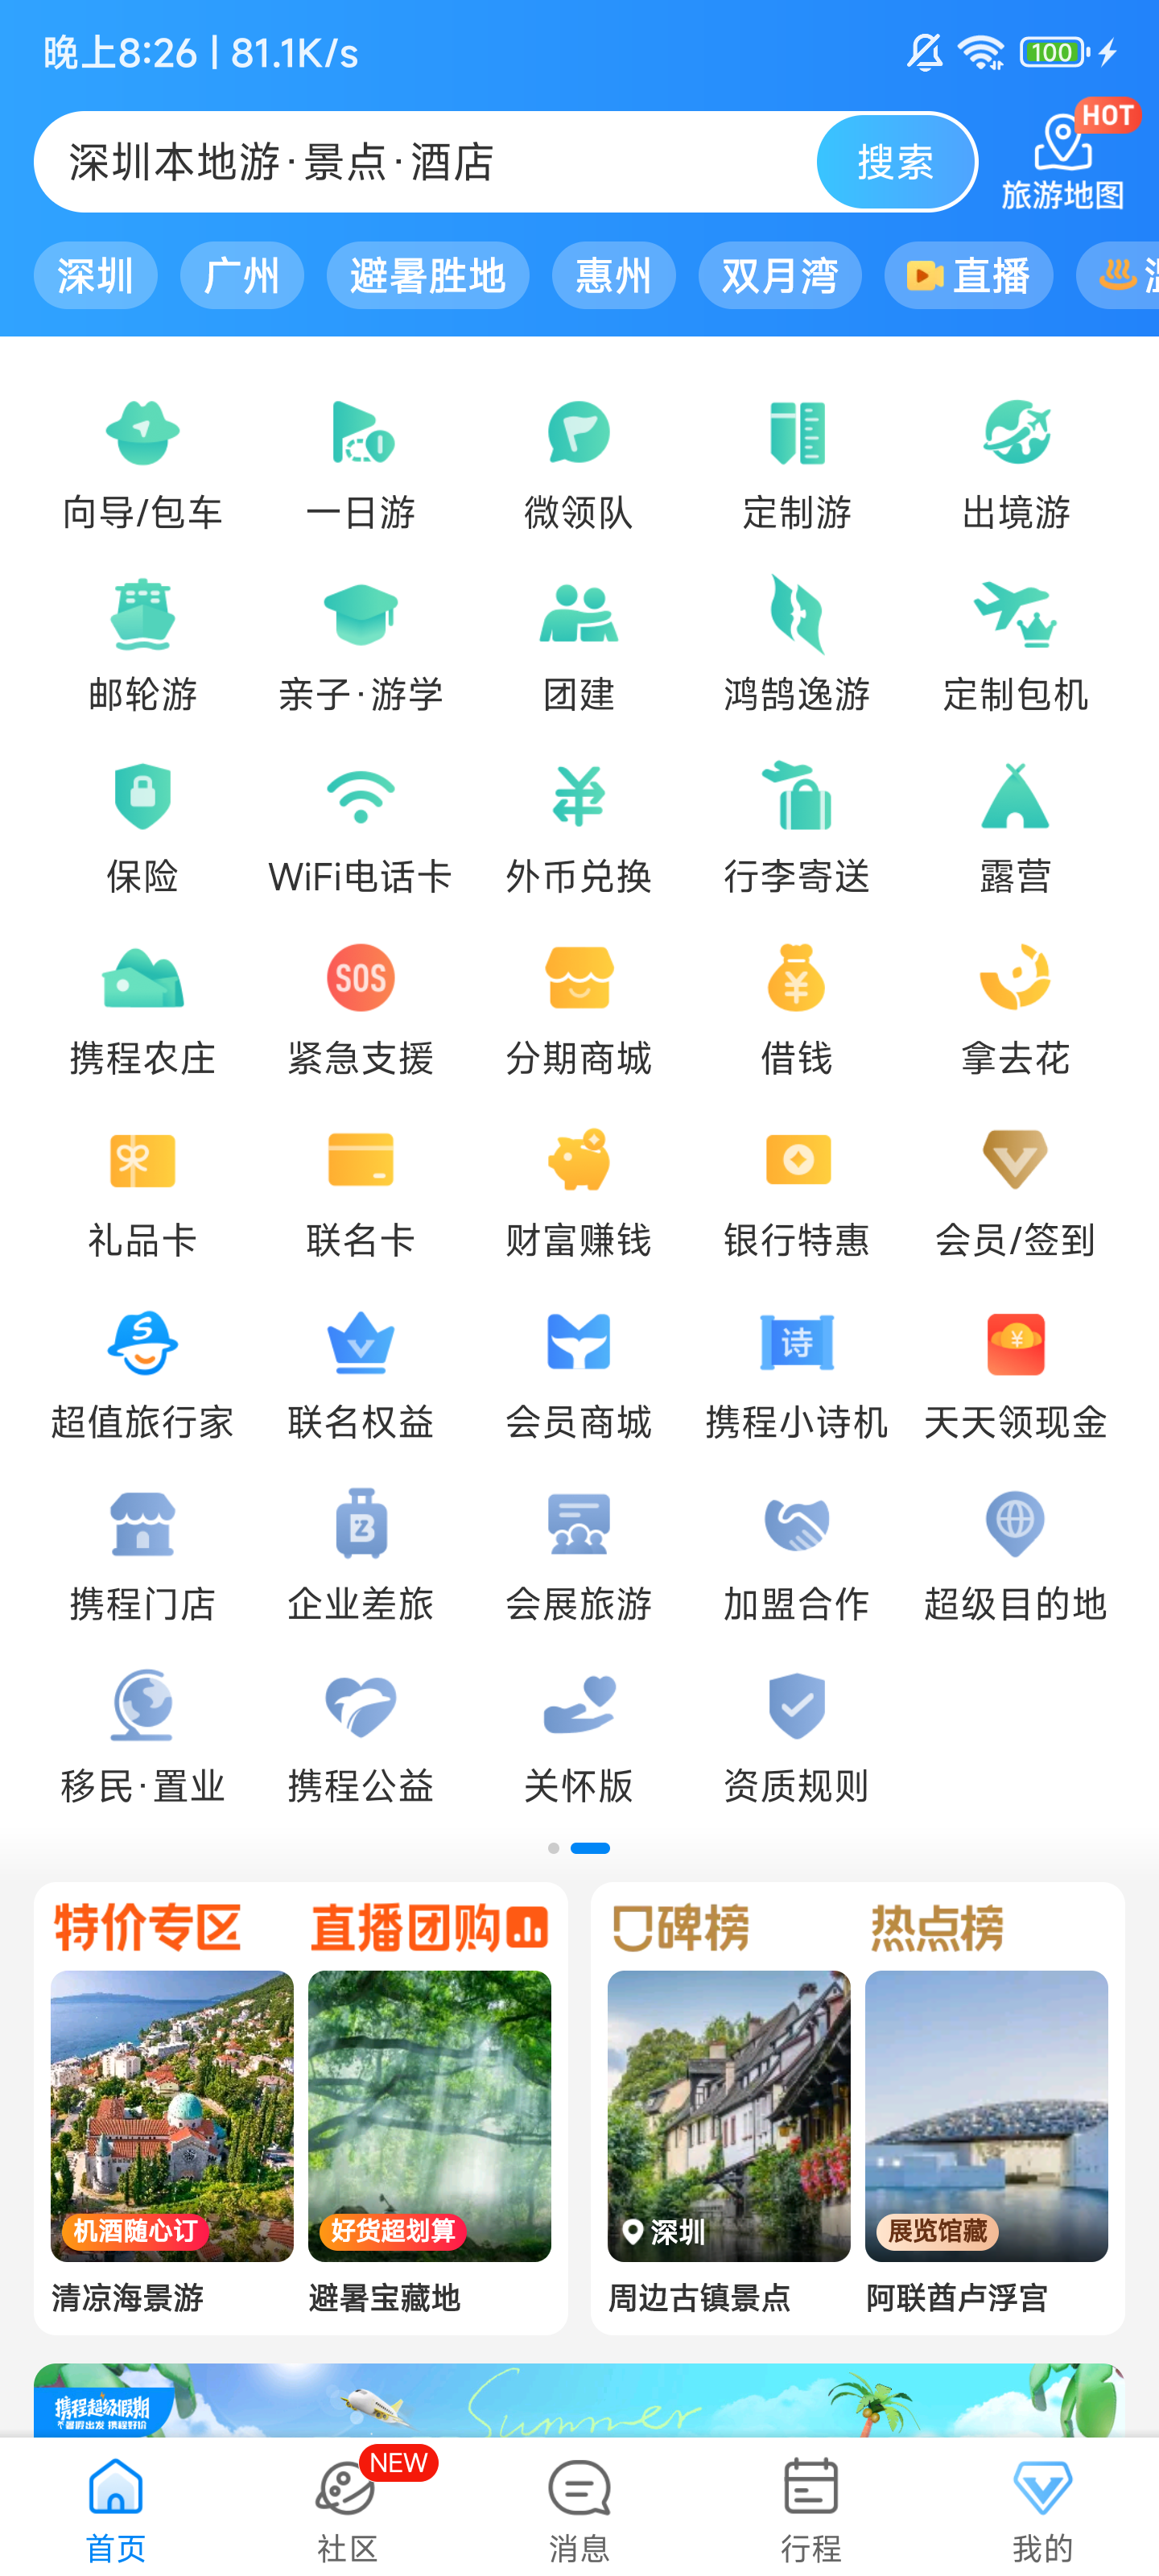 晚上8:26 | 81.1K/s
100
深圳本地游·景点·酒店
搜索
HOT
旅游地图
深圳 广州 避暑胜地 惠州 双月湾 直播
向导/包车 一日游 微领队 定制游 出境游
邮轮游 亲子·游学 团建 鸿鹄逸游 定制包机
保险 WiFi电话卡 外币兑换 行李寄送 露营
SOS
携程农庄 紧急支援 分期商城 借钱 拿去花
礼品卡 联名卡 财富赚钱 银行特惠 会员/签到
诗
超值旅行家 联名权益 会员商城 携程小诗机 天天领现金
携程门店 企业差旅 会展旅游 加盟合作 超级目的地
移民·置业 携程公益 关怀版 资质规则
特价专区 直播团购 口碑榜 热点榜
机酒随心订 好货超划算 深圳 展览馆藏
清凉海景游 避暑宝藏地 周边古镇景点 阿联酋卢浮宫
携程超级假期
暑假出发 携程好价
Summer
NEW
首页 社区 消息 行程 我的